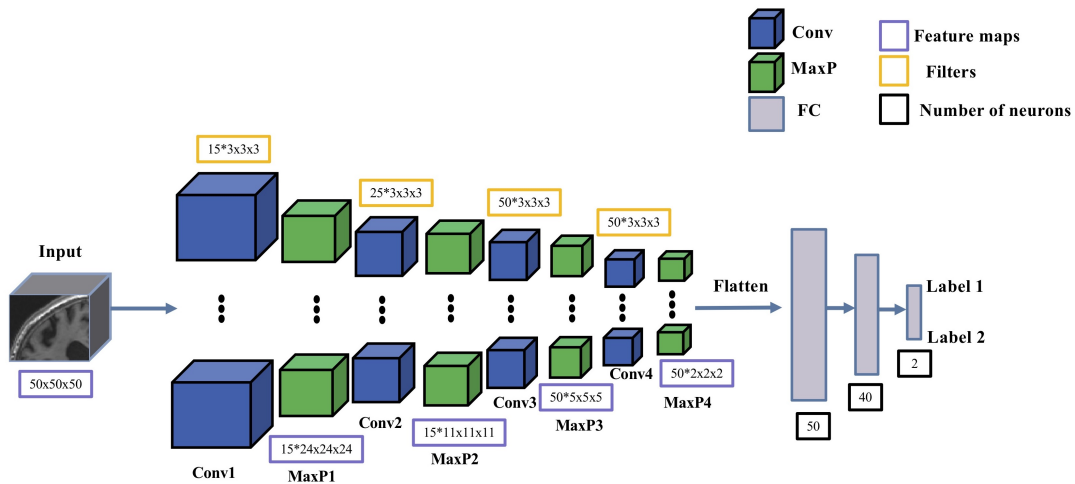 Conv
MaxP
FC
Feature maps
Filters
Number of neurons
15*3x3x3
25*3x3x3
50*3x3x3
50*3x3x3
Input
50x50x50
Flatten
Label 1
Label 2
Conv1
15*24x24x24
MaxP1
Conv2
15*11x11x11
MaxP2
Conv3
50*5x5x5
MaxP3
Conv4
50*2x2x2
MaxP4
50
40
2